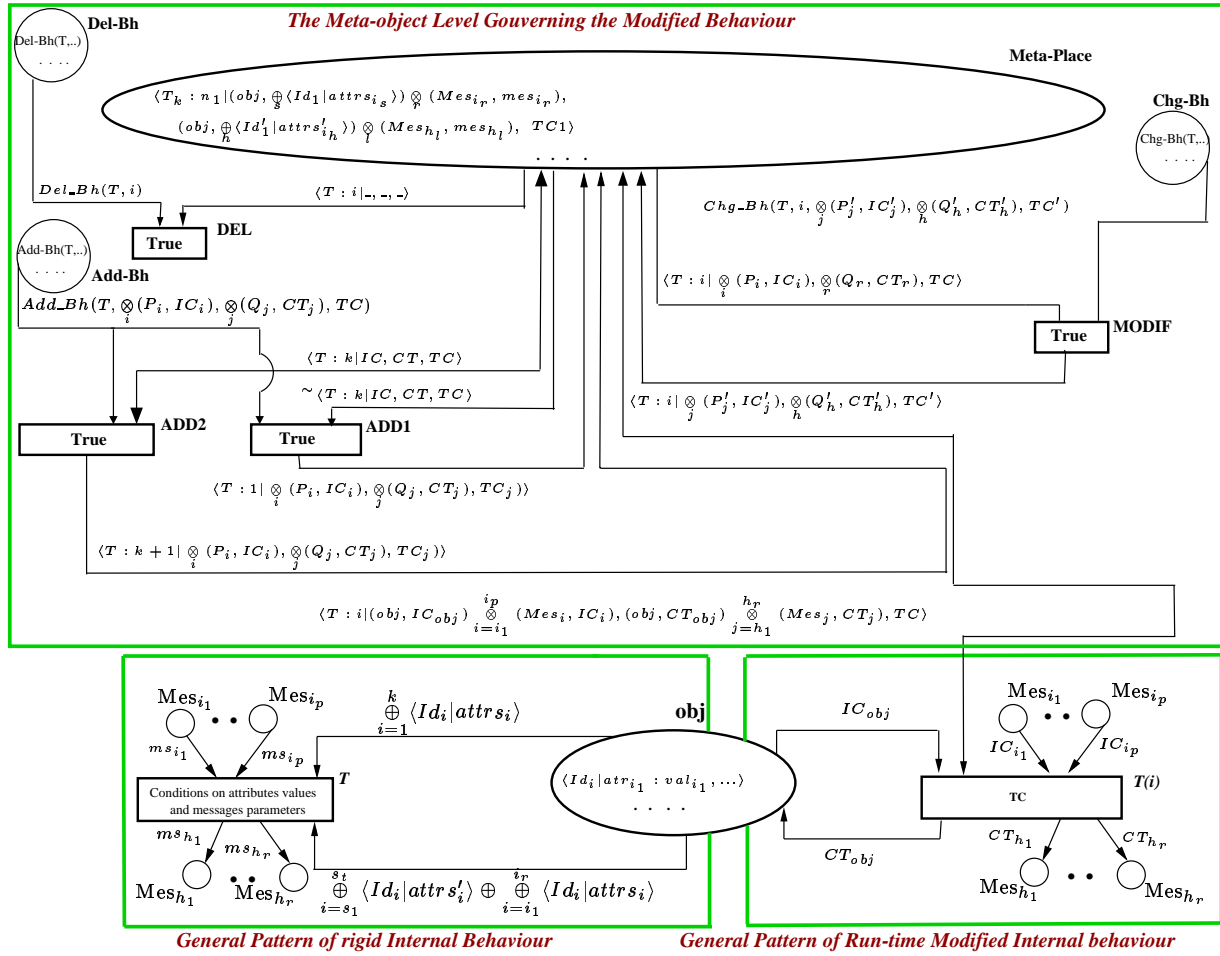 The Meta-object Level Gouverning the Modified Behaviour
Del-Bh
Del-Bh(T,..)
. . . .
Meta-Place
⟨T_k : n_1|(obj, ⊕_s⟨Id_1|attrs_{i_s}⟩) ⊗_r (Mes_{i_r}, mes_{i_r}),
(obj, ⊕_h⟨Id'_1|attrs'_{i_h}⟩) ⊗_l (Mes_{h_l}, mes_{h_l}), TC1⟩
. . . .
Chg-Bh
Chg-Bh(T,..)
. . . .
Del_Bh(T, i)
⟨T : i|-, -, -⟩
Chg_Bh(T, i, ⊗_j(P'_j, IC'_j), ⊗_h(Q'_h, CT'_h), TC')
DEL
True
Add-Bh(T,..)
. . . .
Add-Bh
⟨T : i| ⊗_i (P_i, IC_i), ⊗_r(Q_r, CT_r), TC⟩
Add_Bh(T, ⊗_i(P_i, IC_i), ⊗_j(Q_j, CT_j), TC)
True
MODIF
⟨T : k|IC, CT, TC⟩
~⟨T : k|IC, CT, TC⟩
⟨T : i| ⊗_j (P'_j, IC'_j), ⊗_h(Q'_h, CT'_h), TC'⟩
True
ADD2
True
ADD1
⟨T : 1| ⊗_i (P_i, IC_i), ⊗_j(Q_j, CT_j), TC_j)⟩
⟨T : k + 1| ⊗_i (P_i, IC_i), ⊗_j(Q_j, CT_j), TC_j)⟩
⟨T : i|(obj, IC_{obj}) ⊗_{i=i_1}^{i_p} (Mes_i, IC_i), (obj, CT_{obj}) ⊗_{j=h_1}^{h_r} (Mes_j, CT_j), TC⟩
Mes_{i_1}
Mes_{i_p}
⊕_{i=1}^{k} ⟨Id_i|attrs_i⟩
obj
IC_{obj}
Mes_{i_1}
Mes_{i_p}
ms_{i_1}
ms_{i_p}
IC_{i_1}
IC_{i_p}
T
Conditions on attributes values
and messages parameters
⟨Id_i|atr_{i_1} : val_{i_1}, ...⟩
. . . .
TC
T(i)
ms_{h_1}
ms_{h_r}
CT_{obj}
CT_{h_1}
CT_{h_r}
Mes_{h_1}
Mes_{h_r}
⊕_{i=s_1}^{s_t} ⟨Id_i|attrs'_i⟩ ⊕ ⊕_{i=i_1}^{i_r} ⟨Id_i|attrs_i⟩
Mes_{h_1}
Mes_{h_r}
General Pattern of rigid Internal Behaviour
General Pattern of Run-time Modified Internal behaviour